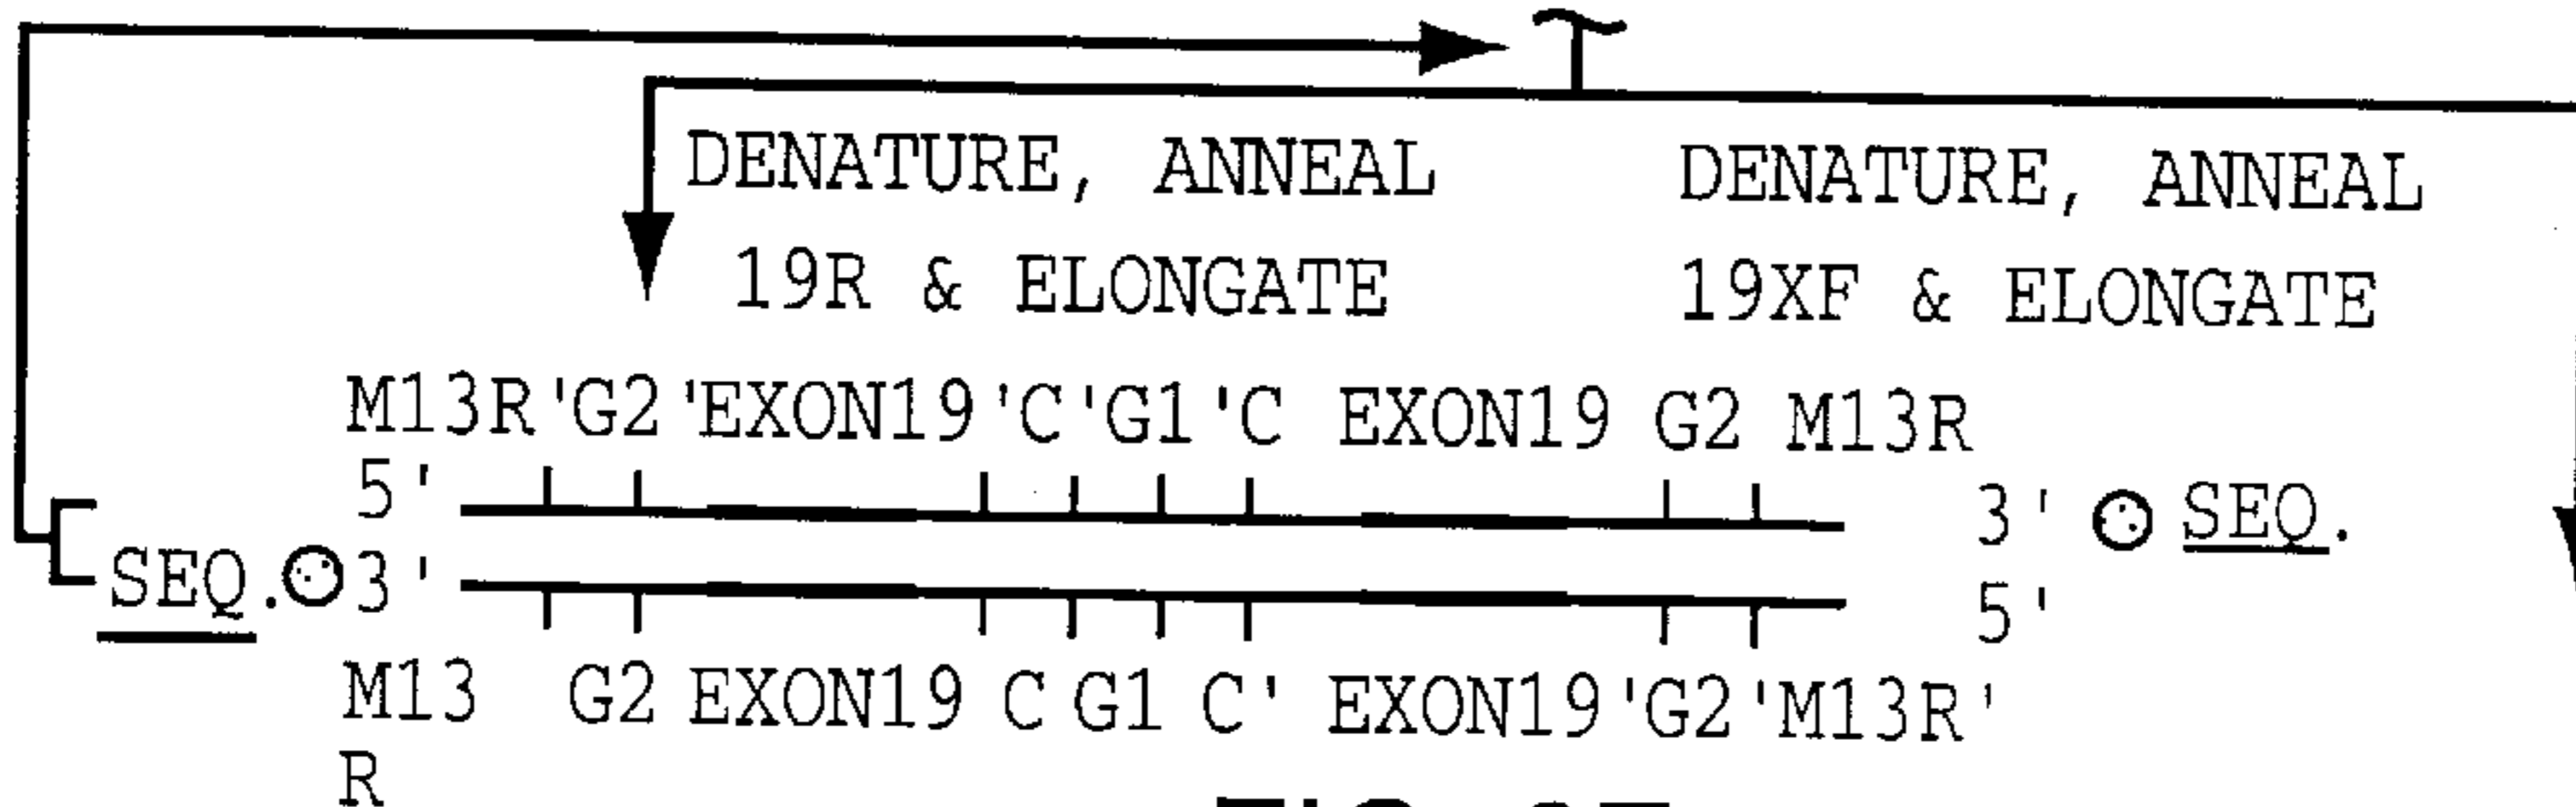 DENATURE, ANNEAL DENATURE, ANNEAL
19R & ELONGATE 19XF & ELONGATE
M13R'G2'EXON19'C'G1'C EXON19 G2 M13R
5' 3' SEQ.
SEQ. 3' 5'
M13 G2 EXON19 C G1 C' EXON19'G2'M13R'
R